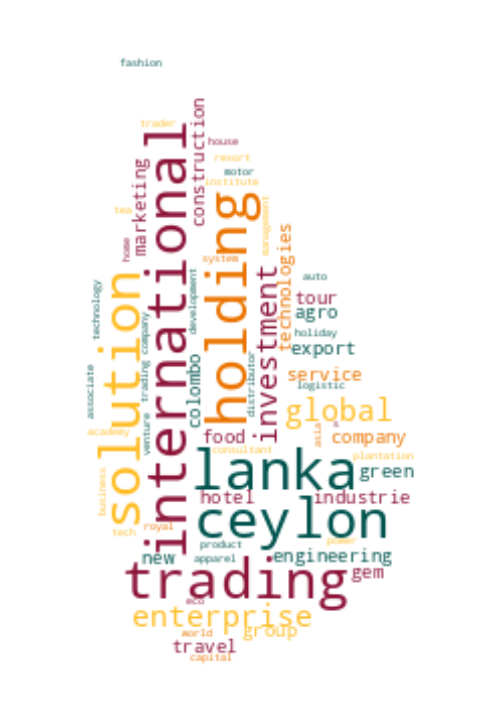 fashion
trader
international
construction
house
marketing
resort
motor
institute
holding
tea
home
management
technologies
system
investment
solution
development
auto
technology
tour
agro
trading company
holiday
export
colombo
distributor
associate
service
logistic
global
venture
academy
food
asia
company
consultant
lanka
plantation
business
green
hotel
industrie
ceylon
tech
royal
power
product
new
apparel
engineering
trading
gem
eco
enterprise
world
group
travel
capital